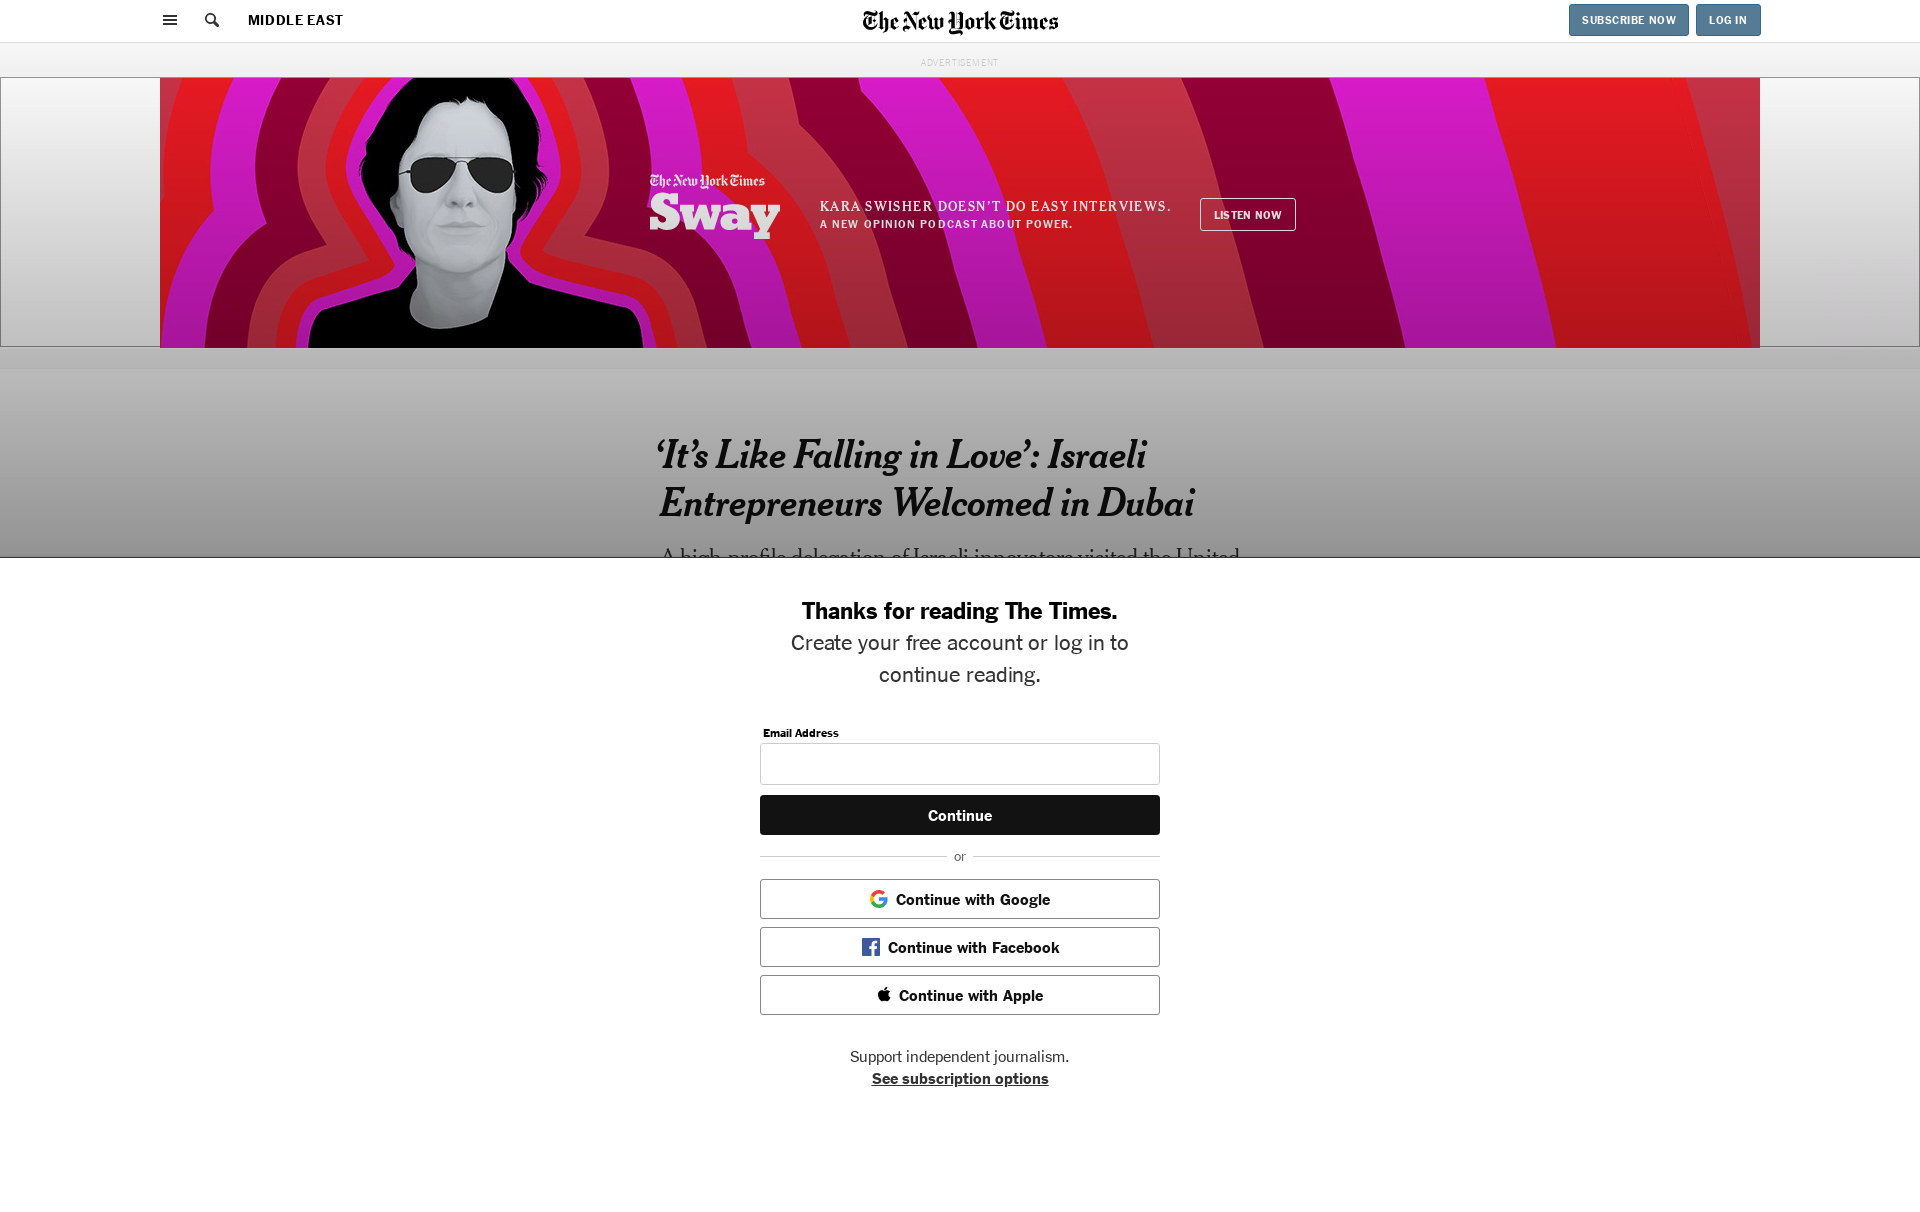 MIDDLE EAST
The New York Times
SUBSCRIBE NOW
LOG IN
ADVERTISEMENT
The New York Times
Sway
KARA SWISHER DOESN'T DO EASY INTERVIEWS.
A NEW OPINION PODCAST ABOUT POWER.
LISTEN NOW
‘It’s Like Falling in Love’: Israeli
Entrepreneurs Welcomed in Dubai
A high-profile delegation of Israeli innovators visited the United
Thanks for reading The Times.
Create your free account or log in to
continue reading.
Email Address
Continue
or
Continue with Google
Continue with Facebook
Continue with Apple
Support independent journalism.
See subscription options